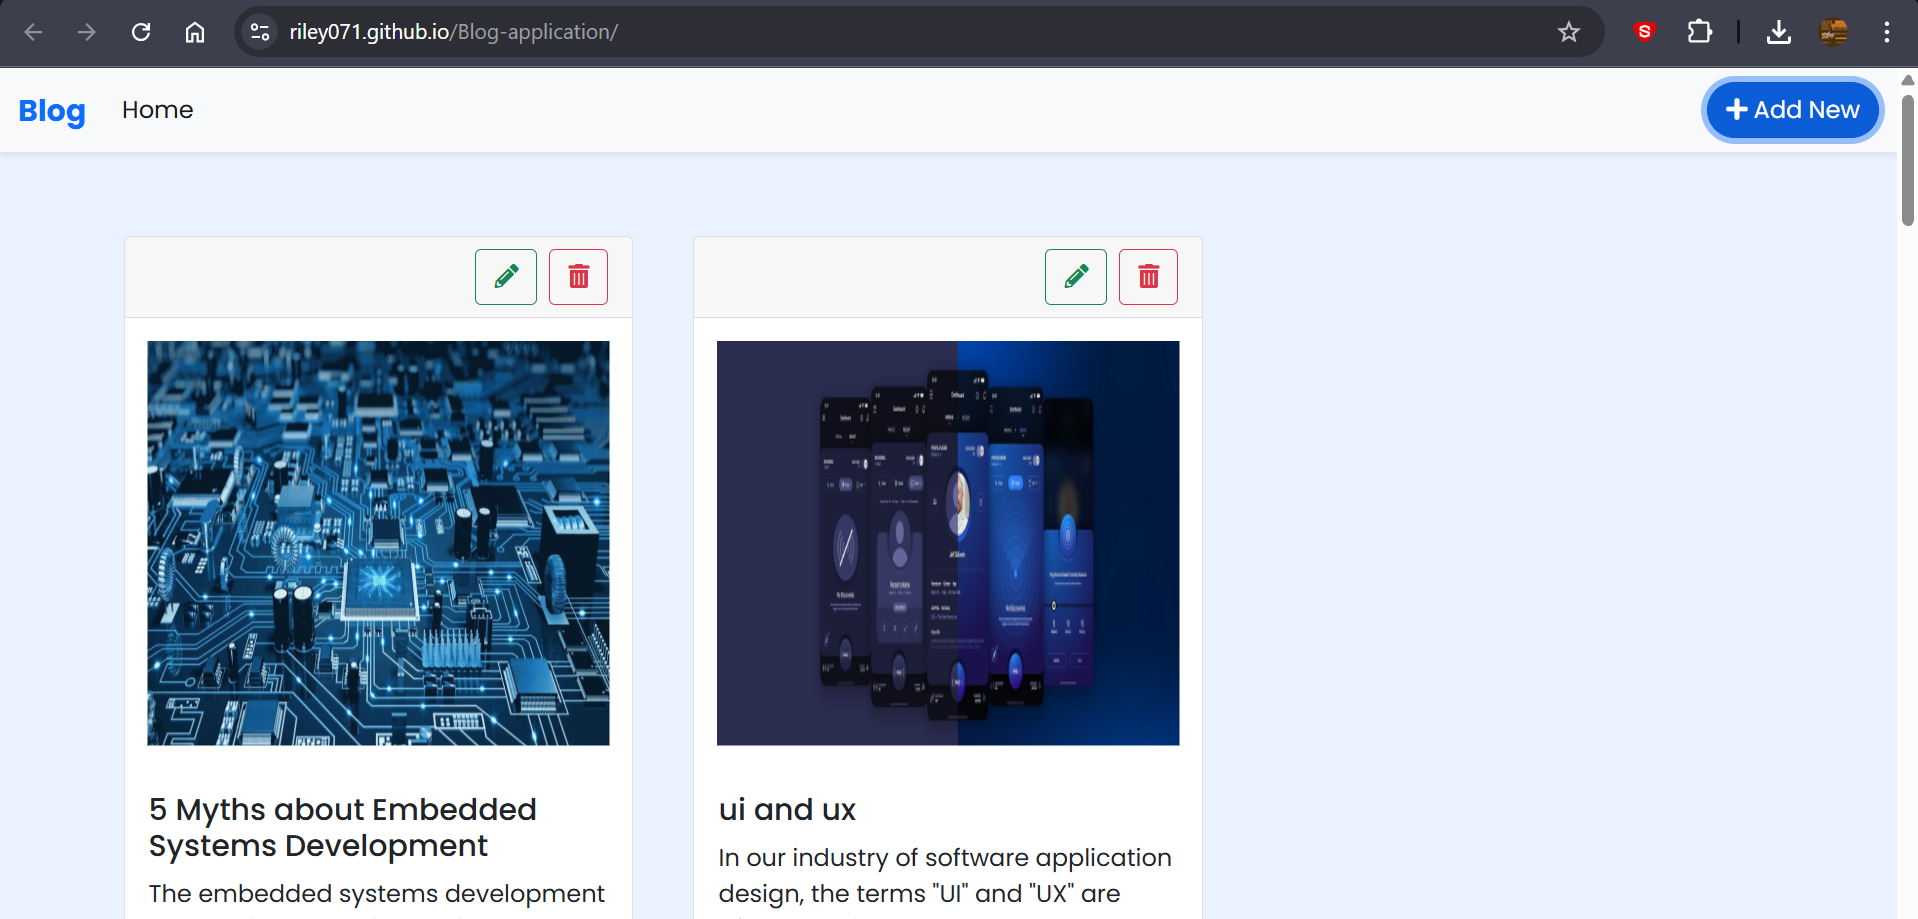 riley071.github.io/Blog-application/
Blog
Home
Add New
5 Myths about Embedded
Systems Development
The embedded systems development
ui and ux
In our industry of software application
design, the terms "UI" and "UX" are